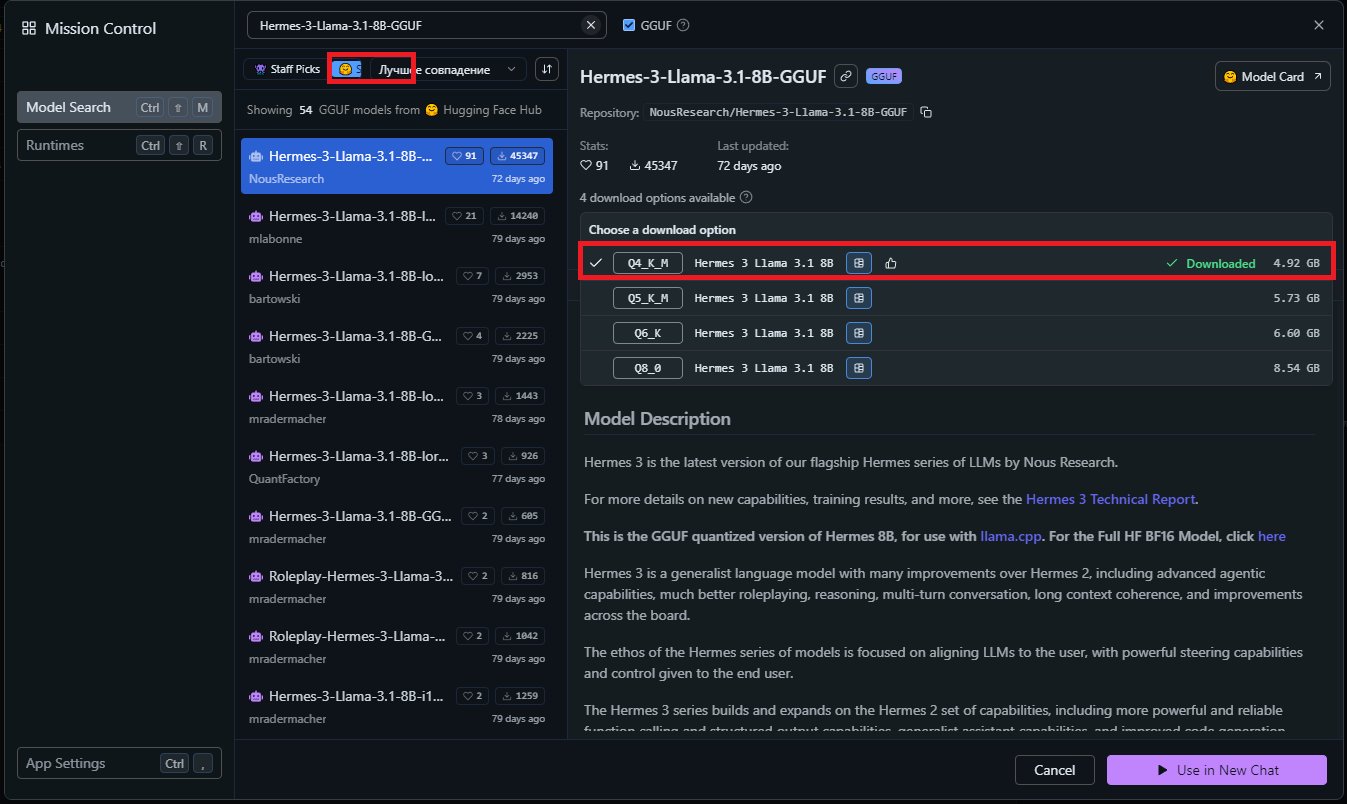 Mission Control
Model Search Ctrl ⇧ M
Runtimes Ctrl ⇧ R
App Settings Ctrl ,
Hermes-3-Llama-3.1-8B-GGUF
GGUF
Staff Picks
Лучшее совпадение
Showing 54 GGUF models from 🤗 Hugging Face Hub
Hermes-3-Llama-3.1-8B-... 91 45347
NousResearch 72 days ago
Hermes-3-Llama-3.1-8B-l... 21 14240
mlabonne 79 days ago
Hermes-3-Llama-3.1-8B-lo... 7 2953
bartowski 79 days ago
Hermes-3-Llama-3.1-8B-G... 4 2225
bartowski 79 days ago
Hermes-3-Llama-3.1-8B-lo... 3 1443
mradermacher 78 days ago
Hermes-3-Llama-3.1-8B-lor... 3 926
QuantFactory 77 days ago
Hermes-3-Llama-3.1-8B-GG... 2 605
mradermacher 79 days ago
Roleplay-Hermes-3-Llama-3... 2 816
mradermacher 79 days ago
Roleplay-Hermes-3-Llama-... 2 1042
mradermacher 79 days ago
Hermes-3-Llama-3.1-8B-i1... 2 1259
mradermacher 79 days ago
Hermes-3-Llama-3.1-8B-GGUF GGUF
🤗 Model Card ↗
Repository: NousResearch/Hermes-3-Llama-3.1-8B-GGUF
Stats: Last updated:
91 45347 72 days ago
4 download options available
Choose a download option
Q4_K_M Hermes 3 Llama 3.1 8B Downloaded 4.92 GB
Q5_K_M Hermes 3 Llama 3.1 8B 5.73 GB
Q6_K Hermes 3 Llama 3.1 8B 6.60 GB
Q8_0 Hermes 3 Llama 3.1 8B 8.54 GB
Model Description
Hermes 3 is the latest version of our flagship Hermes series of LLMs by Nous Research.
For more details on new capabilities, training results, and more, see the Hermes 3 Technical Report.
This is the GGUF quantized version of Hermes 8B, for use with llama.cpp. For the Full HF BF16 Model, click here
Hermes 3 is a generalist language model with many improvements over Hermes 2, including advanced agentic
capabilities, much better roleplaying, reasoning, multi-turn conversation, long context coherence, and improvements
across the board.
The ethos of the Hermes series of models is focused on aligning LLMs to the user, with powerful steering capabilities
and control given to the end user.
The Hermes 3 series builds and expands on the Hermes 2 set of capabilities, including more powerful and reliable
function calling and structured output capabilities, generalist assistant capabilities, and improved code generation
Cancel
Use in New Chat